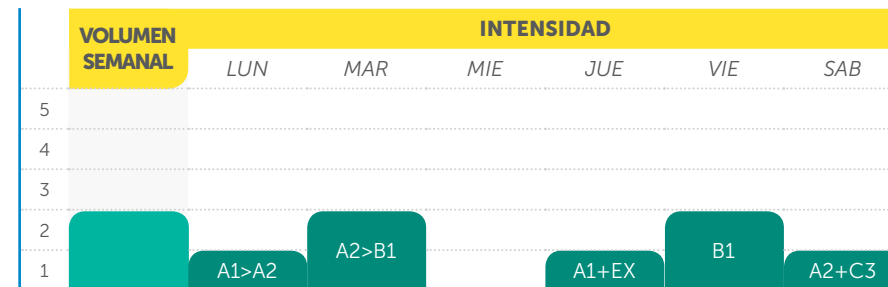 VOLUMEN
SEMANAL
INTENSIDAD
LUN MAR MIE JUE VIE SAB
5
4
3
2
A2>B1 B1
1 A1>A2 A1+EX A2+C3